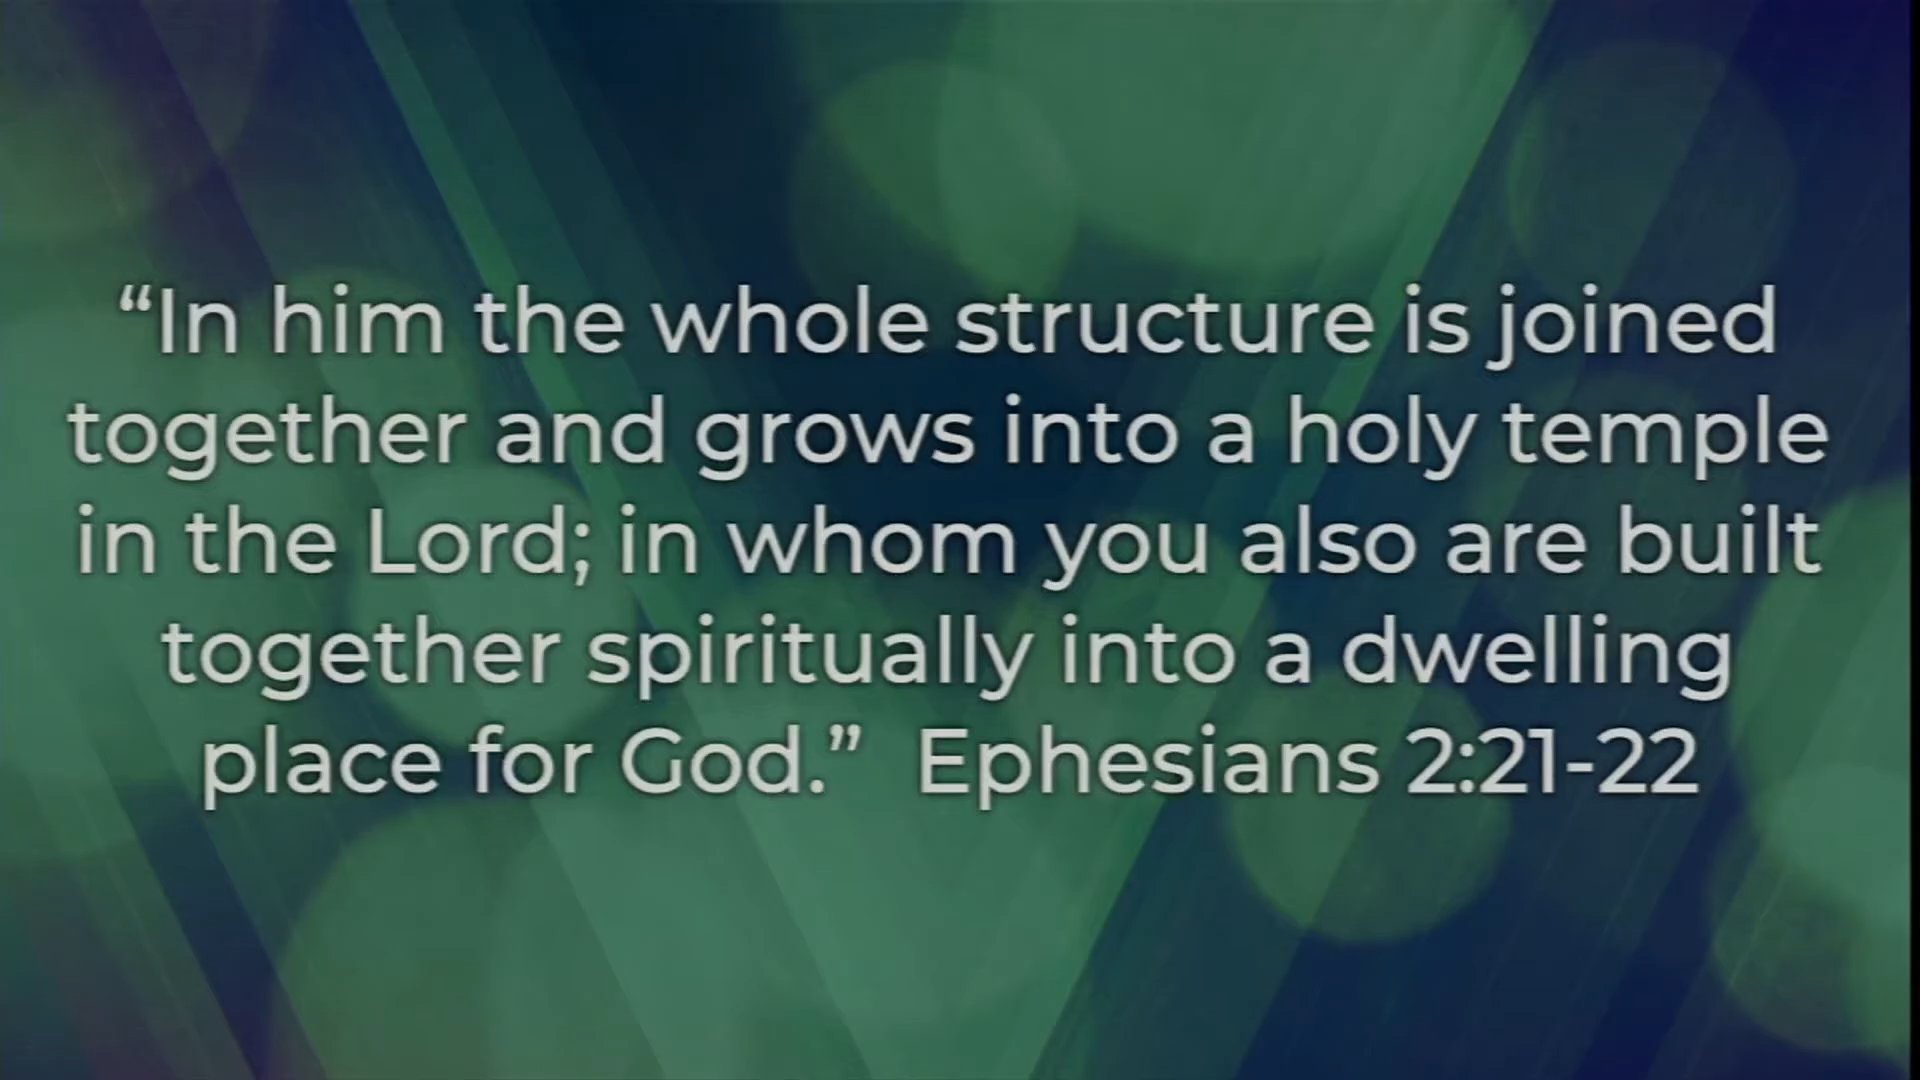 “In him the whole structure is joined
together and grows into a holy temple
in the Lord; in whom you also are built
together spiritually into a dwelling
place for God.”  Ephesians 2:21-22